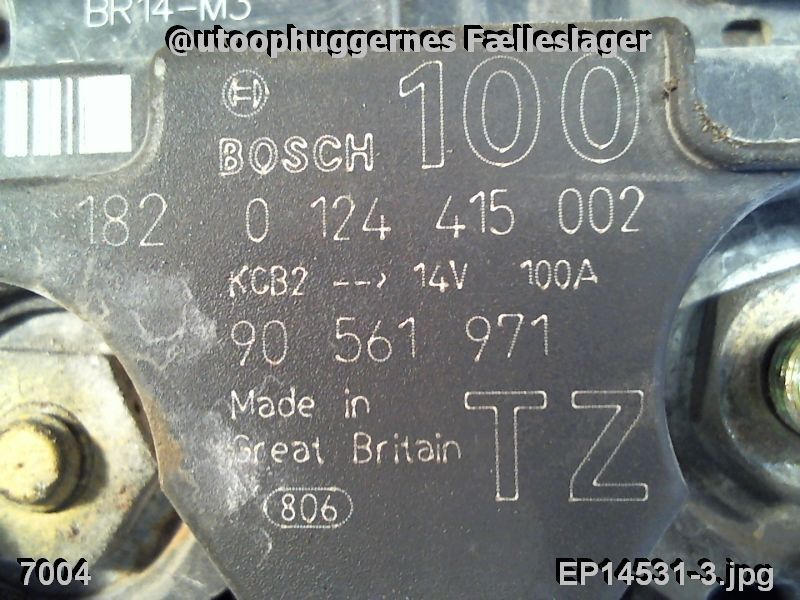 BR14-M3
@utoophuggernes Fælleslager
100
BOSCH
182 0 124 415 002
KCB2 --> 14V 100A
90 561 971
Made in
Great Britain
TZ
806
7004
EP14531-3.jpg